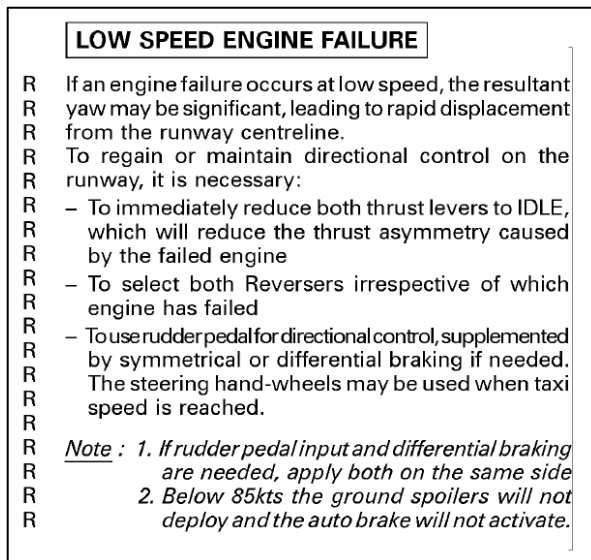 LOW SPEED ENGINE FAILURE
R If an engine failure occurs at low speed, the resultant
R yaw may be significant, leading to rapid displacement
R from the runway centreline.
R To regain or maintain directional control on the
R runway, it is necessary:
R – To immediately reduce both thrust levers to IDLE,
R which will reduce the thrust asymmetry caused
R by the failed engine
R – To select both Reversers irrespective of which
R engine has failed
R – To use rudder pedal for directional control, supplemented
R by symmetrical or differential braking if needed.
R The steering hand-wheels may be used when taxi
R speed is reached.
R
R Note : 1. If rudder pedal input and differential braking
R are needed, apply both on the same side
R 2. Below 85kts the ground spoilers will not
R deploy and the auto brake will not activate.